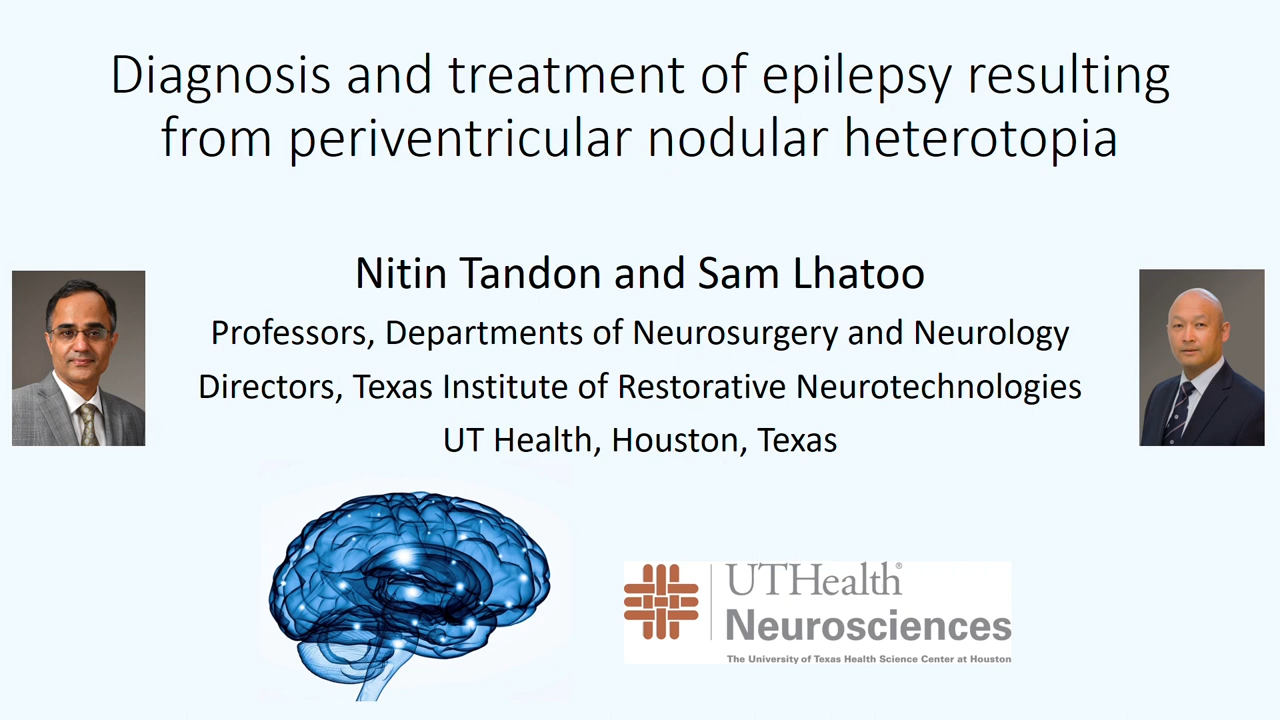 Diagnosis and treatment of epilepsy resulting
from periventricular nodular heterotopia
Nitin Tandon and Sam Lhatoo
Professors, Departments of Neurosurgery and Neurology
Directors, Texas Institute of Restorative Neurotechnologies
UT Health, Houston, Texas
UTHealth®
Neurosciences
The University of Texas Health Science Center at Houston